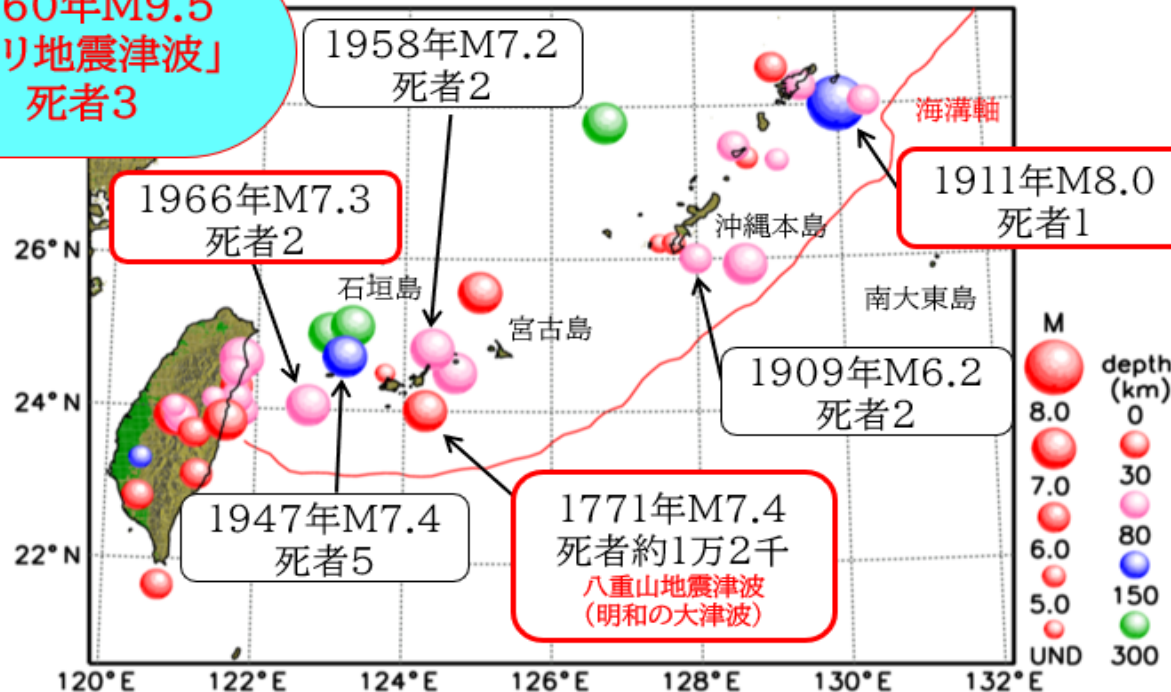 60年M9.5
リ地震津波」
死者3
1958年M7.2
死者2
海溝軸
1911年M8.0
死者1
1966年M7.3
死者2
沖縄本島
26°N
石垣島
南大東島
宮古島
1909年M6.2
死者2
24°N
1947年M7.4
死者5
1771年M7.4
死者約1万2千
八重山地震津波
(明和の大津波)
22°N
M
8.0
7.0
6.0
5.0
UND
depth
(km)
0
30
80
150
300
120°E
122°E
124°E
126°E
128°E
130°E
132°E